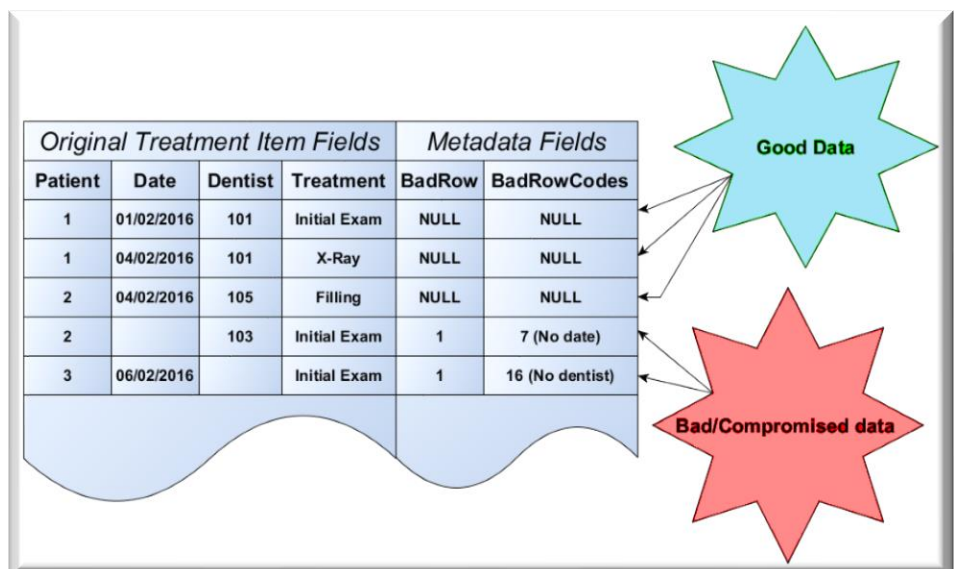 Original Treatment Item Fields Metadata Fields
Patient Date Dentist Treatment BadRow BadRowCodes
1 01/02/2016 101 Initial Exam NULL NULL
1 04/02/2016 101 X-Ray NULL NULL
2 04/02/2016 105 Filling NULL NULL
2 103 Initial Exam 1 7 (No date)
3 06/02/2016 Initial Exam 1 16 (No dentist)
Good Data
Bad/Compromised data